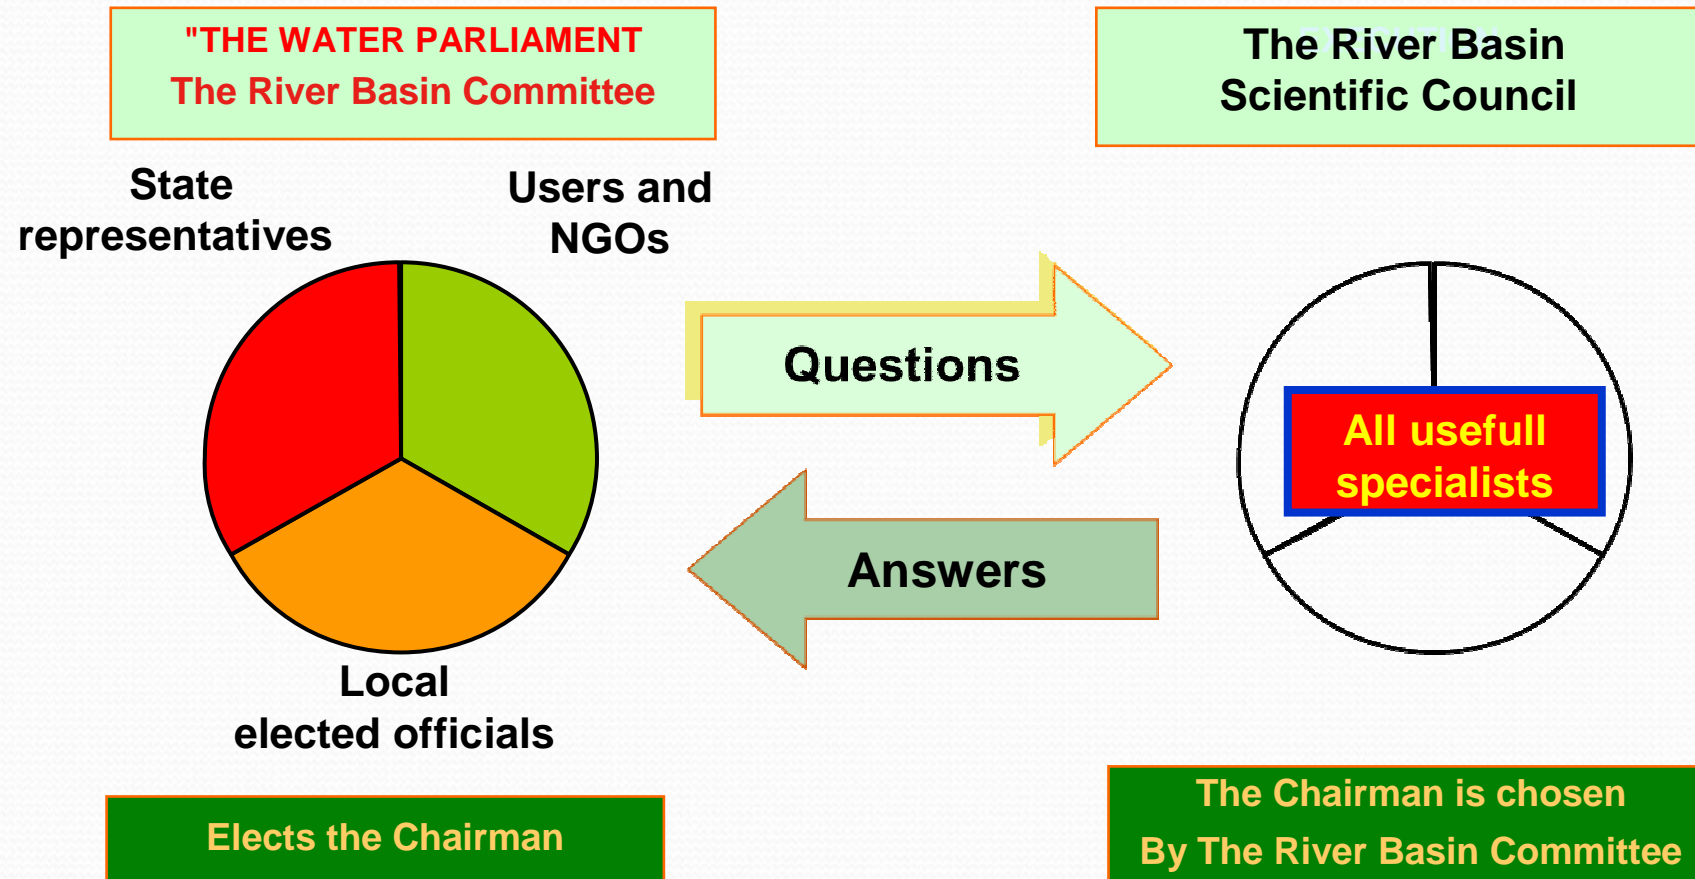 "THE WATER PARLIAMENT
The River Basin Committee
The River Basin
Scientific Council
State
representatives
Users and
NGOs
Questions
Answers
All usefull
specialists
Local
elected officials
Elects the Chairman
The Chairman is chosen
By The River Basin Committee